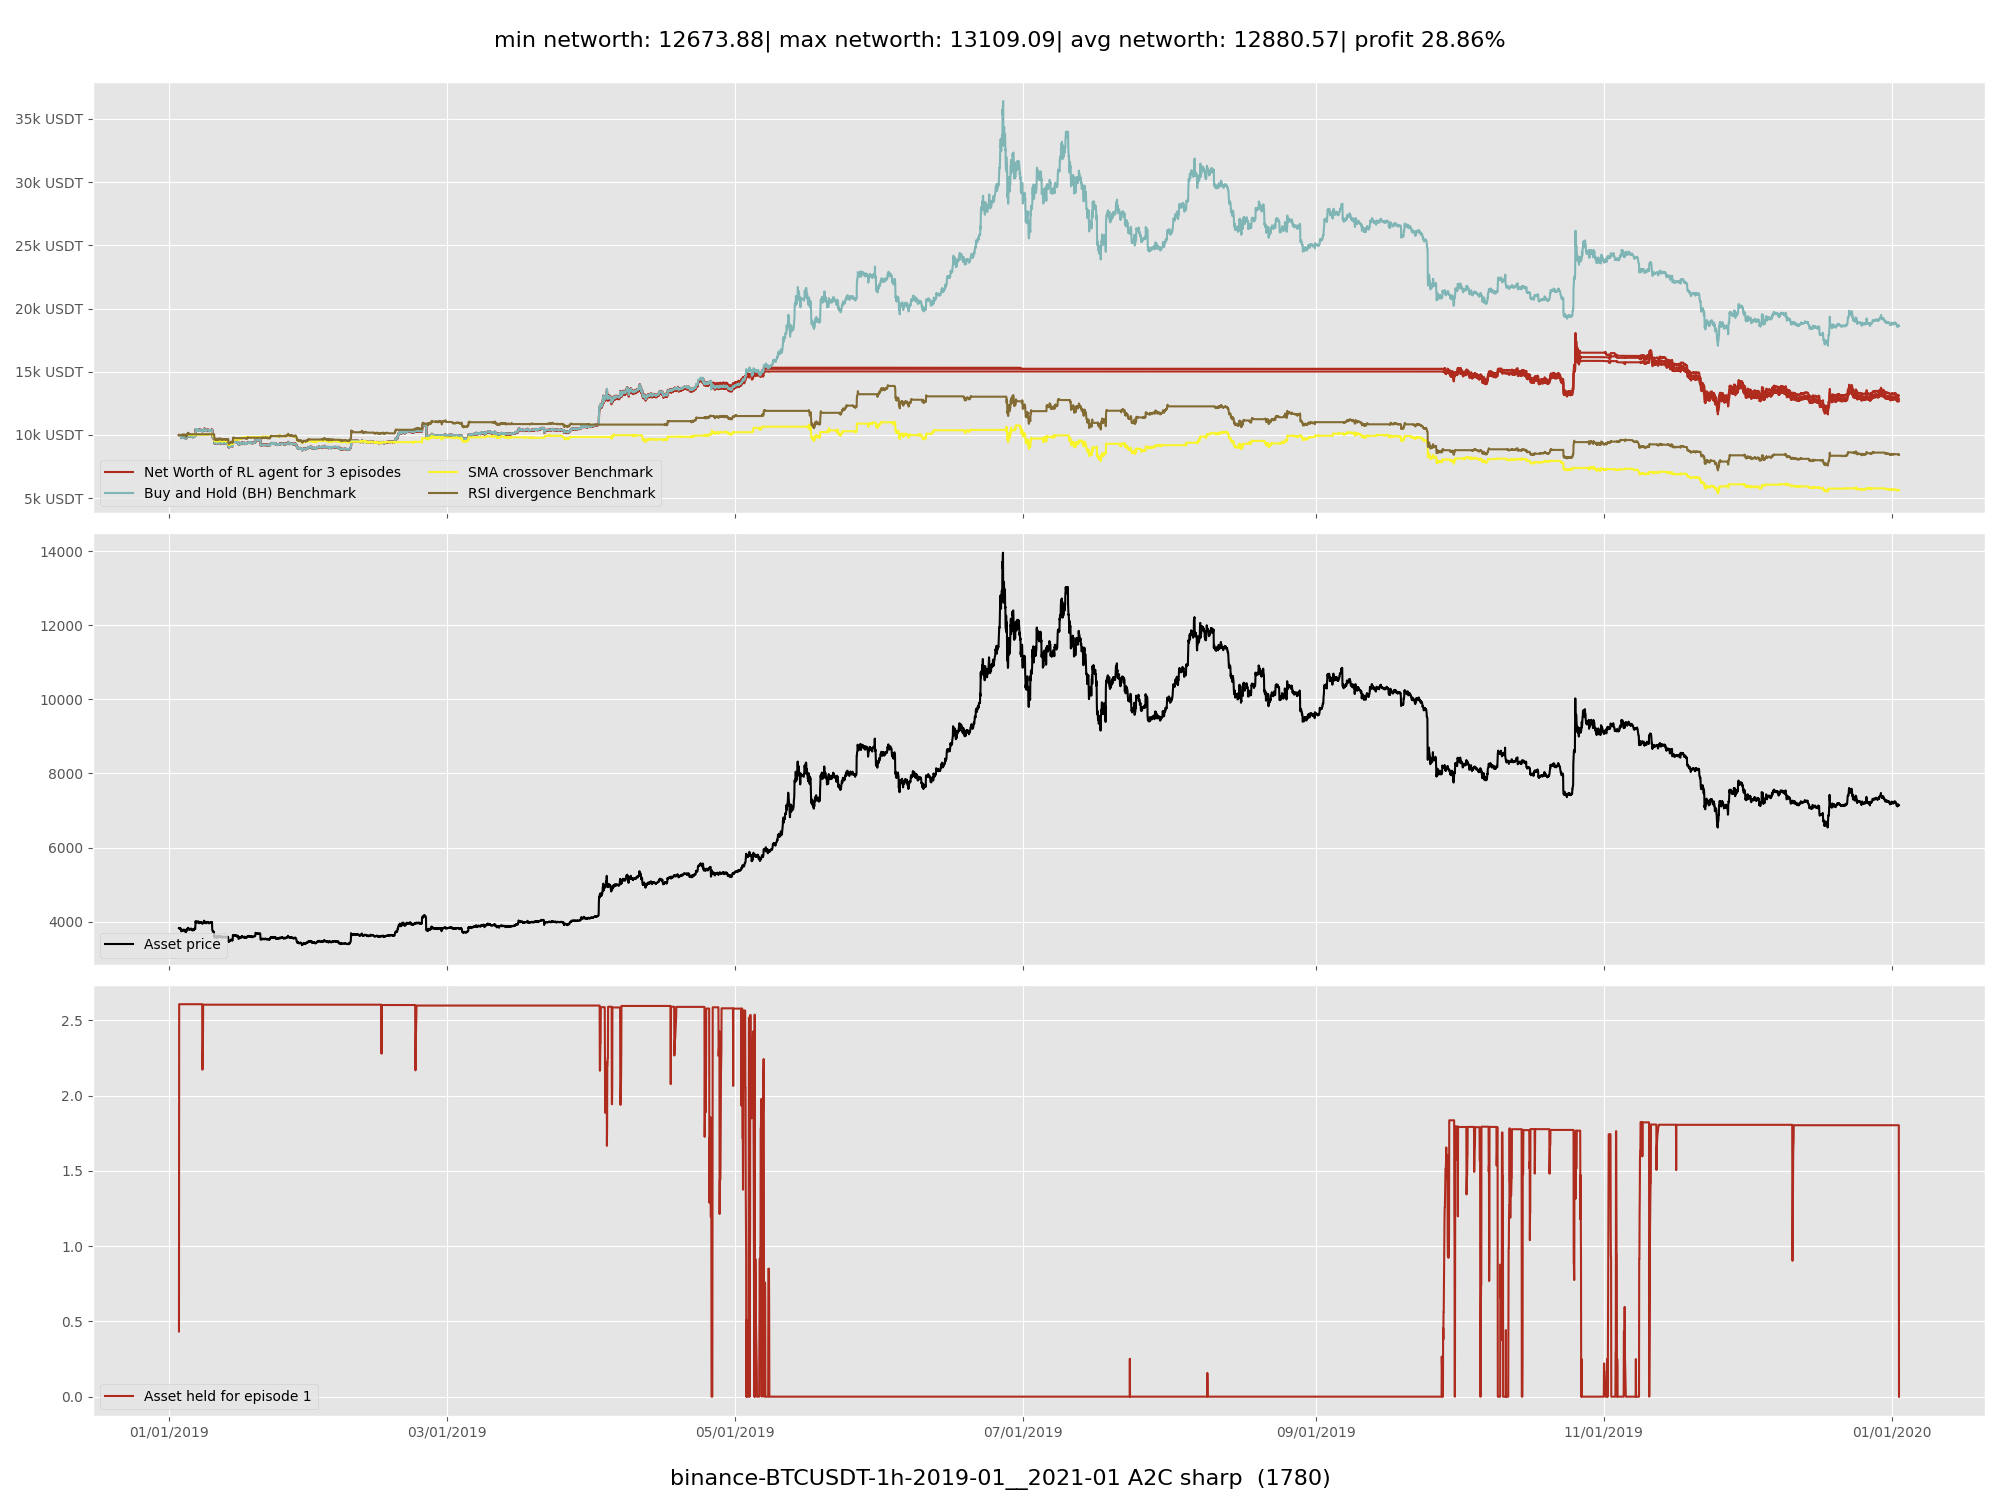 min networth: 12673.88| max networth: 13109.09| avg networth: 12880.57| profit 28.86%
35k USDT
30k USDT
25k USDT
20k USDT
15k USDT
10k USDT
5k USDT
Net Worth of RL agent for 3 episodes
Buy and Hold (BH) Benchmark
SMA crossover Benchmark
RSI divergence Benchmark
14000
12000
10000
8000
6000
4000
Asset price
2.5
2.0
1.5
1.0
0.5
0.0
Asset held for episode 1
01/01/2019 03/01/2019 05/01/2019 07/01/2019 09/01/2019 11/01/2019 01/01/2020
binance-BTCUSDT-1h-2019-01__2021-01 A2C sharp  (1780)